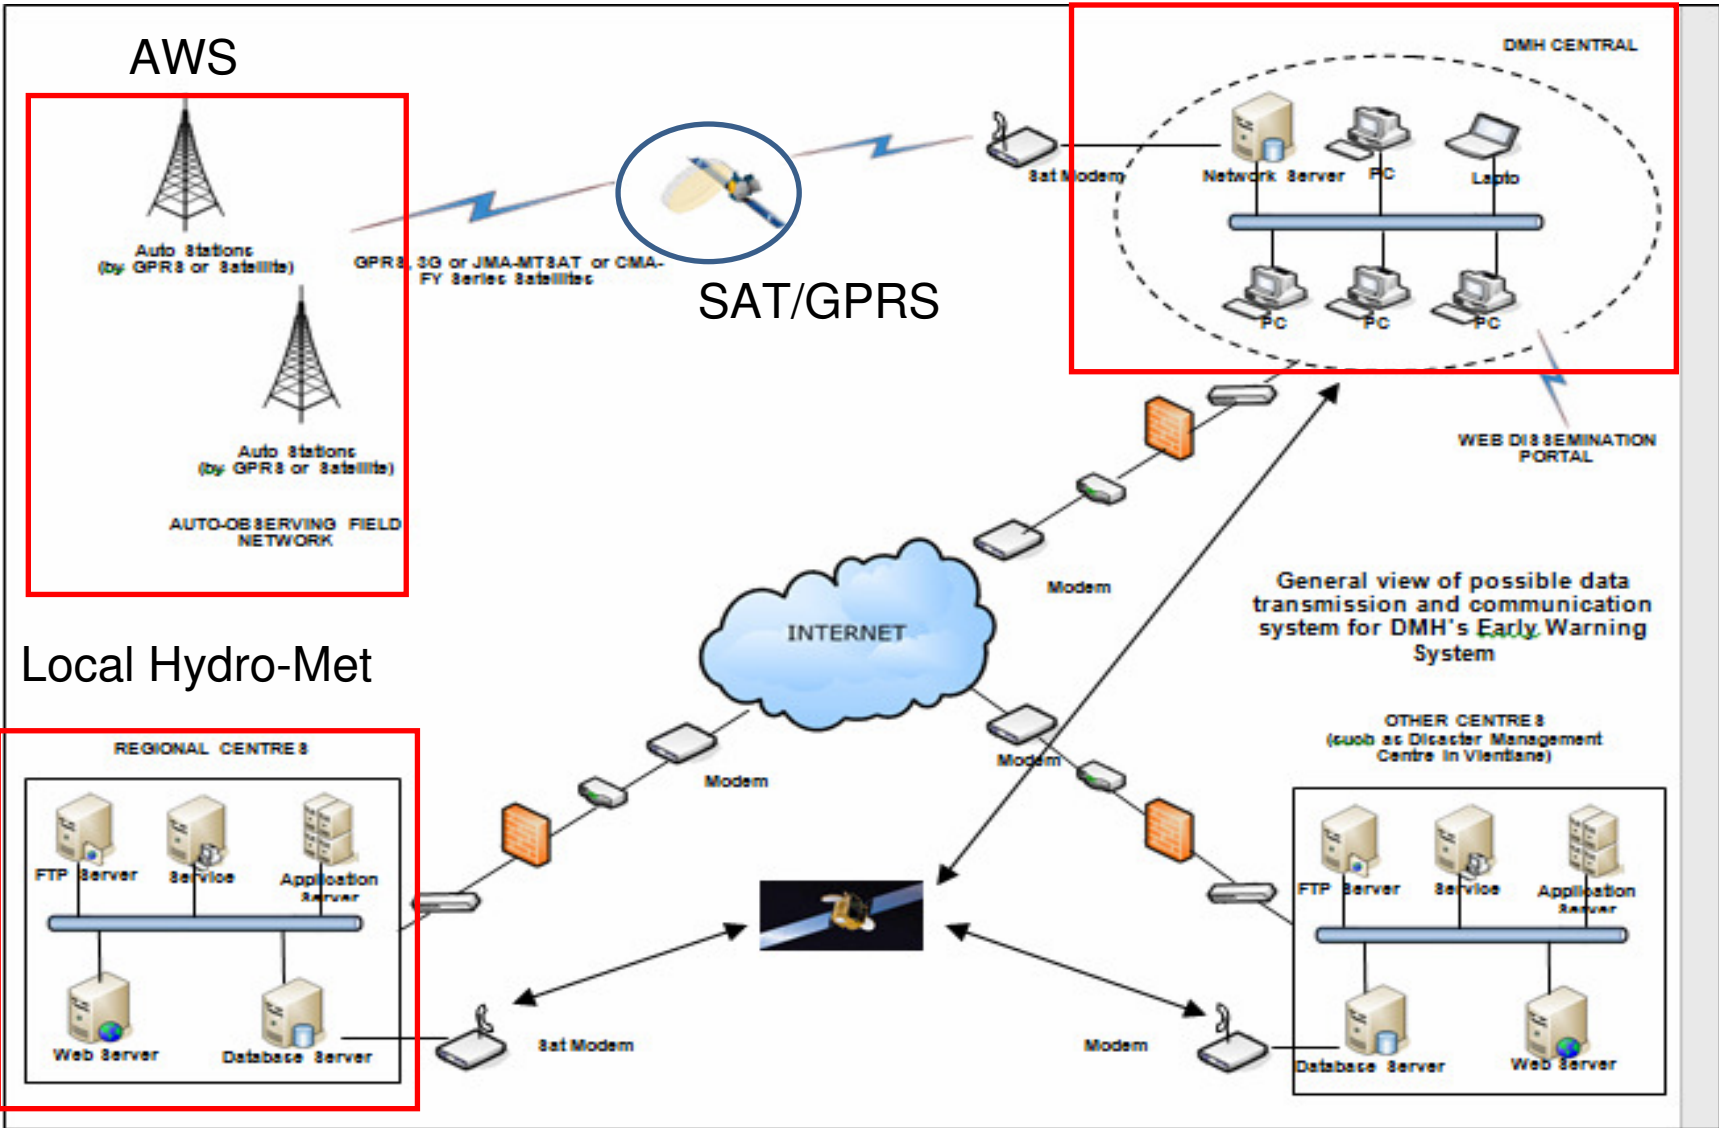 AWS
DMH CENTRAL
Sat Modem
Network Server
PC
Lapto
Auto Stations
(by GPRS or Satellite)
GPRS, 3G or JMA-MTSAT or CMA-
FY Series Satellites
SAT/GPRS
PC
PC
PC
WEB DISSEMINATION
PORTAL
Auto Stations
(by GPRS or Satellite)
AUTO-OBSERVING FIELD
NETWORK
Modem
General view of possible data
transmission and communication
system for DMH's Early Warning
System
INTERNET
Local Hydro-Met
REGIONAL CENTRES
Modem
Modem
OTHER CENTRES
(such as Disaster Management
Centre in Vientiane)
FTP Server
Service
Application
Server
FTP Server
Service
Application
Server
Web Server
Database Server
Sat Modem
Modem
Database Server
Web Server